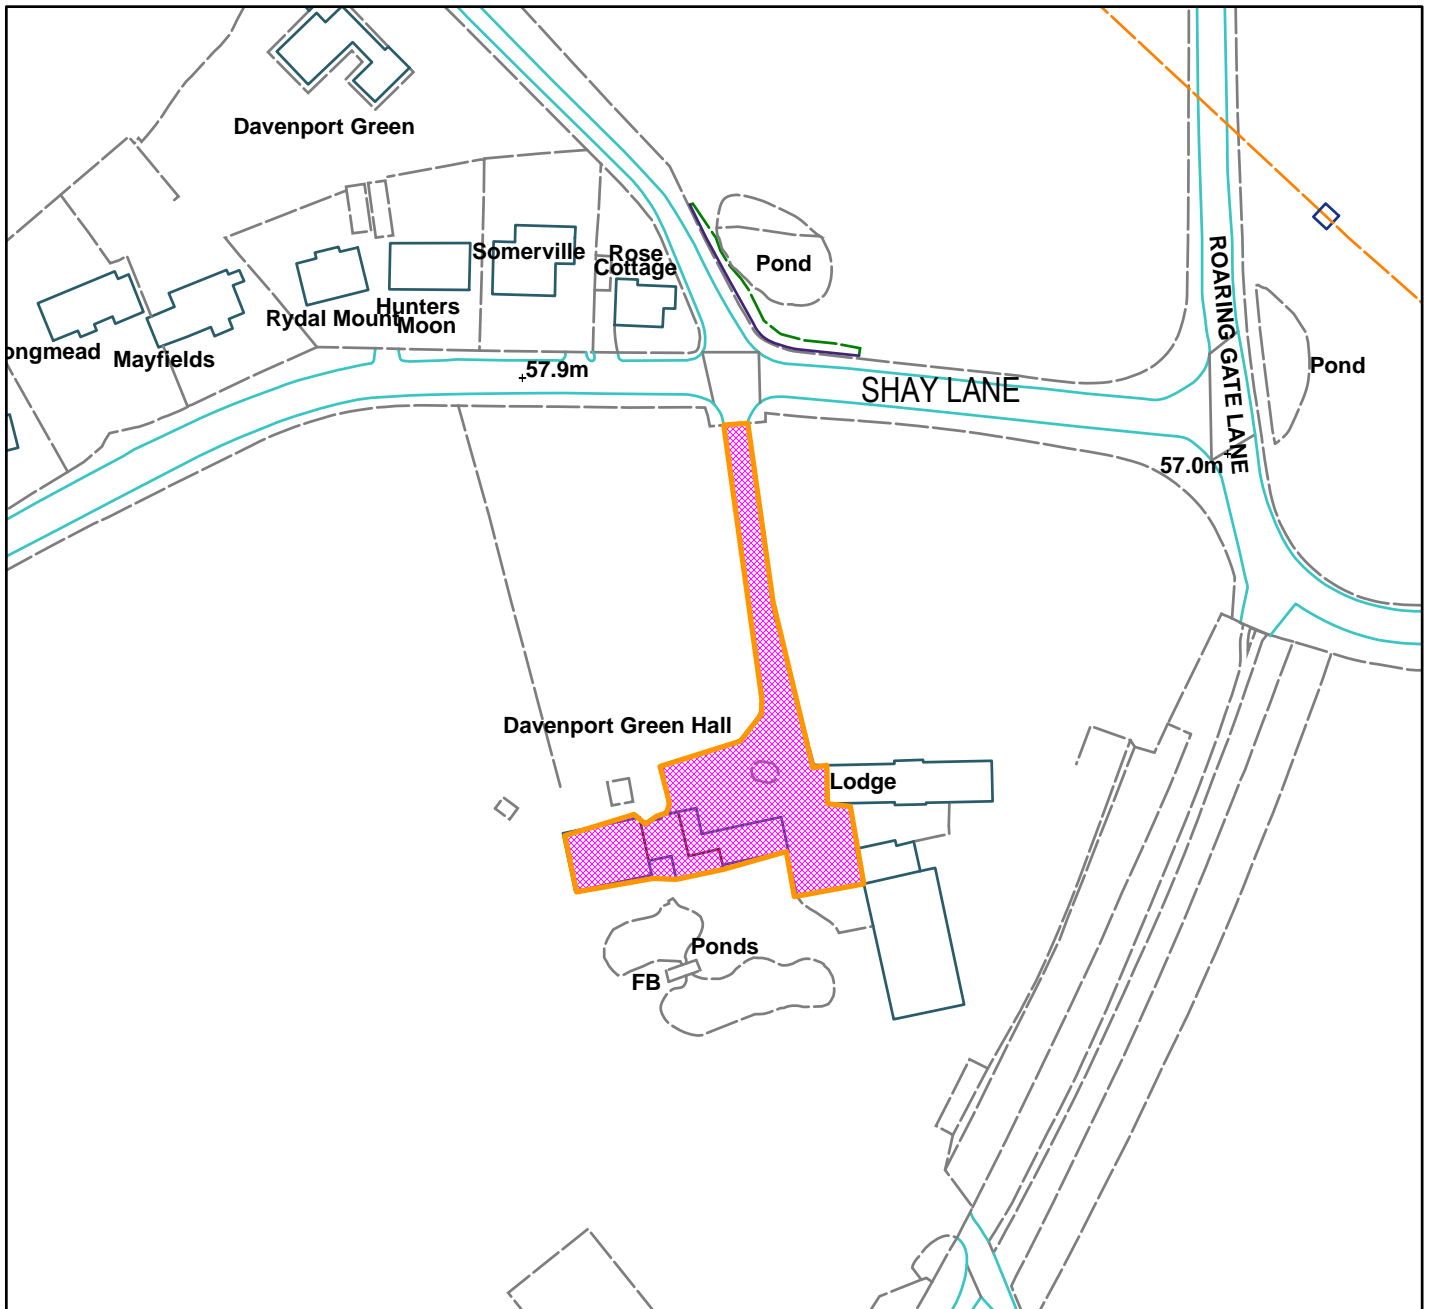 Davenport Green
Somerville
Rose
Cottage
Pond
ROARING GATE LANE
Rydal Mount
Hunters
Moon
ongmead
Mayfields
57.9m
SHAY LANE
Pond
57.0m
Davenport Green Hall
Lodge
Ponds
FB